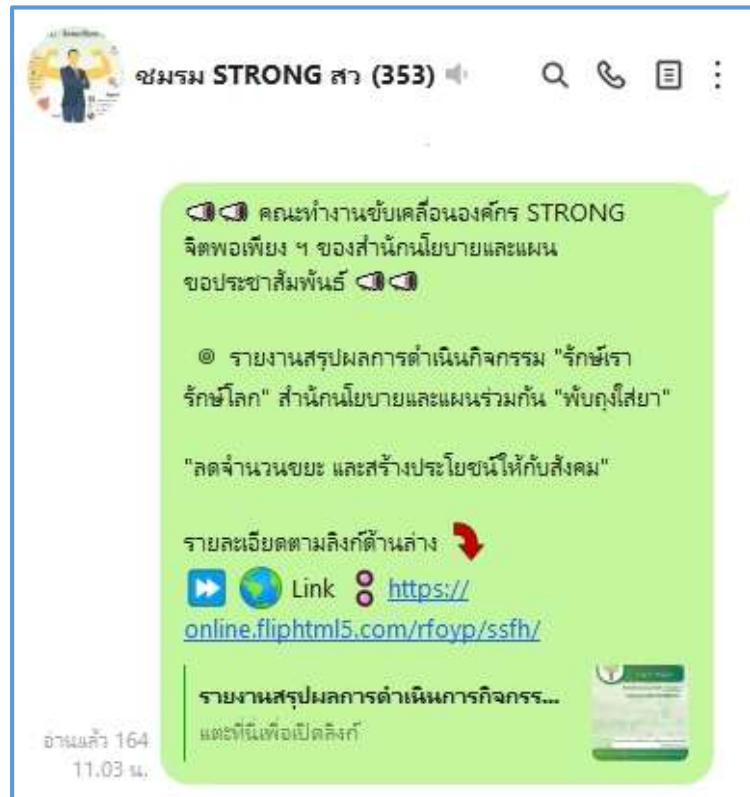 ชมรม STRONG สว (353)
คณะทำงานขับเคลื่อนองค์กร STRONG
จิตพอเพียง ฯ ของสำนักนโยบายและแผน
ขอประชาสัมพันธ์
๏ รายงานสรุปผลการดำเนินกิจกรรม "รักษ์เรา
รักษ์โลก" สำนักนโยบายและแผนร่วมกัน "พับถุงใส่ยา"
"ลดจำนวนขยะ และสร้างประโยชน์ให้กับสังคม"
รายละเอียดตามลิงก์ด้านล่าง
Link https://
online.fliphtml5.com/rfoyp/ssfh/
รายงานสรุปผลการดำเนินการกิจกรร...
แตะที่นี่เพื่อเปิดลิงก์
อ่านแล้ว 164
11.03 น.